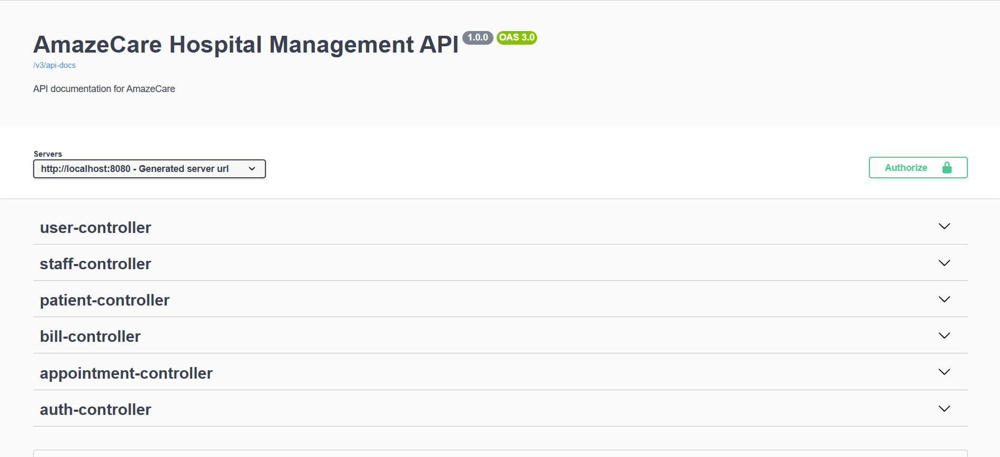 AmazeCare Hospital Management API 1.0.0 OAS 3.0
/v3/api-docs
API documentation for AmazeCare
Servers
http://localhost:8080 - Generated server url
Authorize
user-controller
staff-controller
patient-controller
bill-controller
appointment-controller
auth-controller